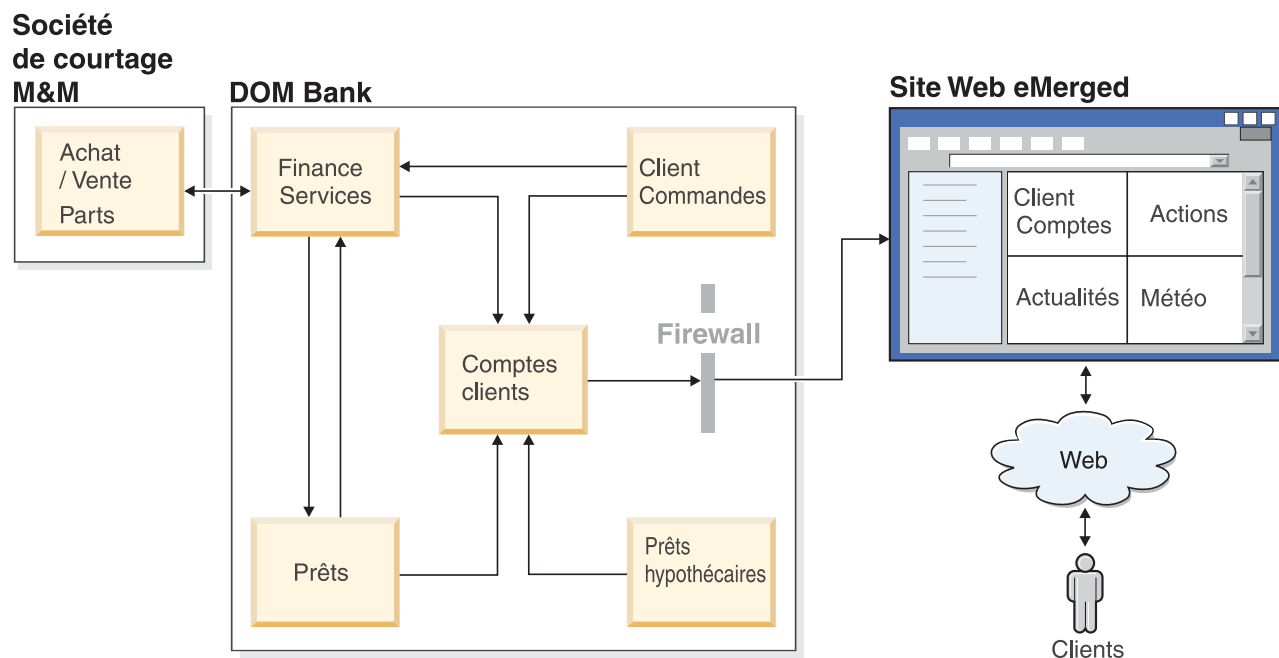 Société
de courtage
M&M
DOM Bank
Site Web eMerged
Achat
/ Vente
Parts
Finance
Services
Client
Commandes
Client
Comptes
Actions
Actualités
Météo
Firewall
Comptes
clients
Web
Prêts
Prêts
hypothécaires
Clients